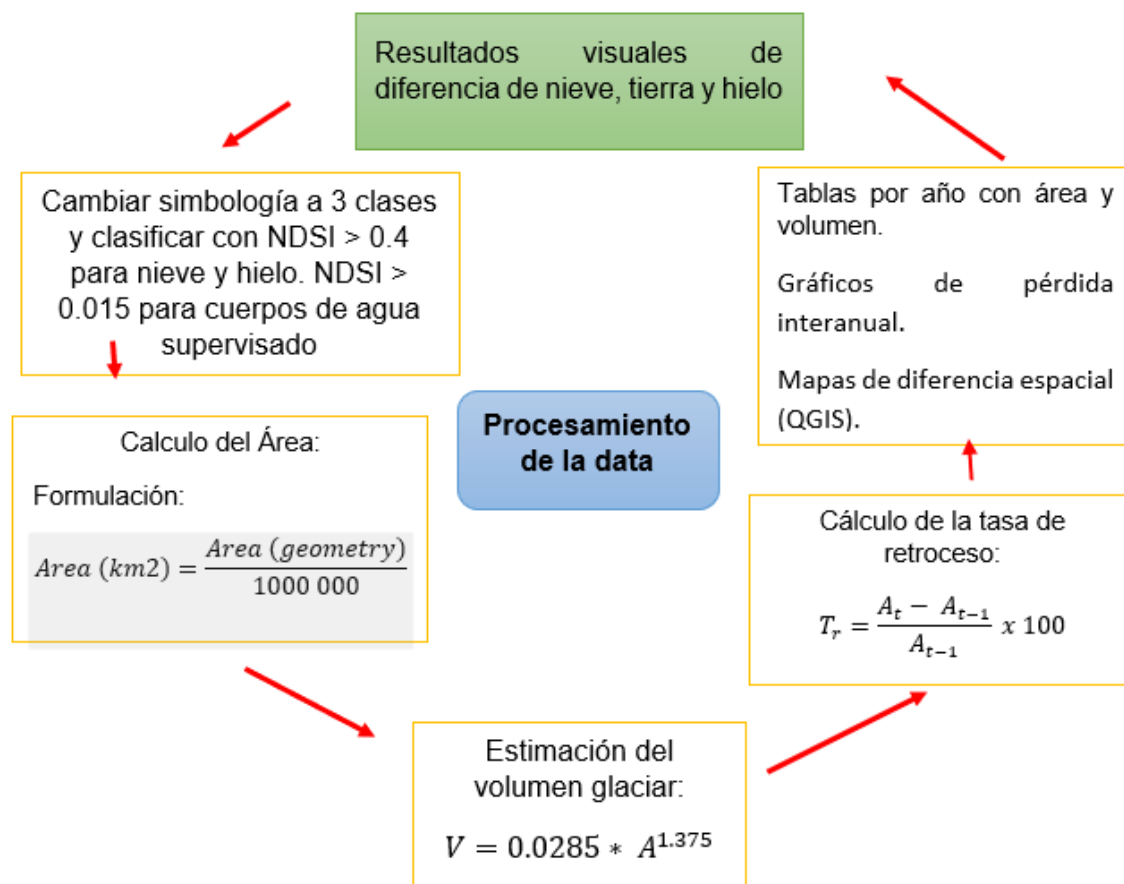 Resultados visuales de
diferencia de nieve, tierra y hielo
Cambiar simbología a 3 clases
y clasificar con NDSI > 0.4
para nieve y hielo. NDSI >
0.015 para cuerpos de agua
supervisado
Calculo del Área:
Formulación:
Area (km2) = Area (geometry) / 1000 000
Estimación del
volumen glaciar:
V = 0.0285 * A^1.375
Cálculo de la tasa de
retroceso:
T_r = (A_t − A_{t−1}) / A_{t−1} x 100
Tablas por año con área y
volumen.
Gráficos de pérdida
interanual.
Mapas de diferencia espacial
(QGIS).
Procesamiento
de la data